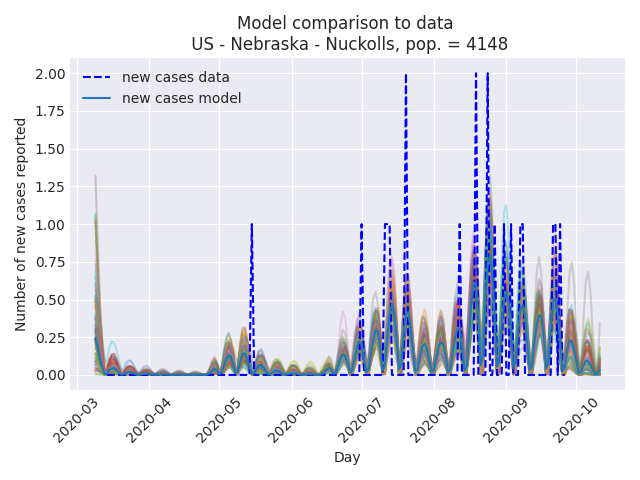 Model comparison to data
US - Nebraska - Nuckolls, pop. = 4148
new cases data
new cases model
Number of new cases reported
2.00
1.75
1.50
1.25
1.00
0.75
0.50
0.25
0.00
2020-03
2020-04
2020-05
2020-06
2020-07
2020-08
2020-09
2020-10
Day